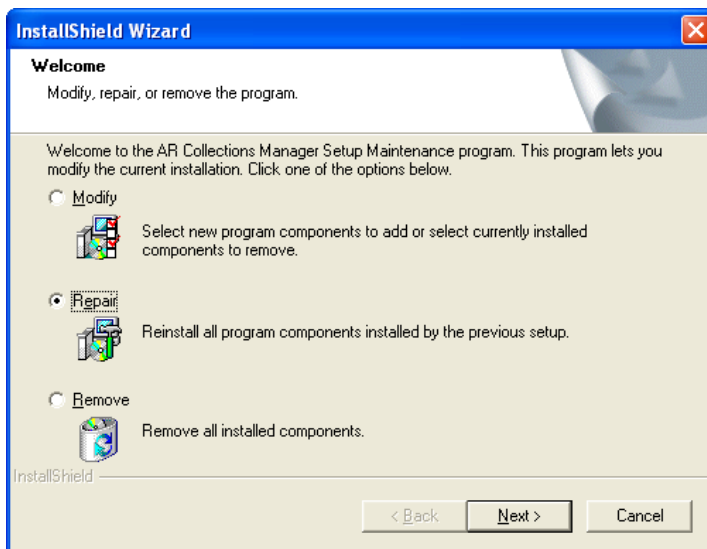 InstallShield Wizard
Welcome
Modify, repair, or remove the program.
Welcome to the AR Collections Manager Setup Maintenance program. This program lets you
modify the current installation. Click one of the options below.
Modify
Select new program components to add or select currently installed
components to remove.
Repair
Reinstall all program components installed by the previous setup.
Remove
Remove all installed components.
InstallShield
< Back
Next >
Cancel